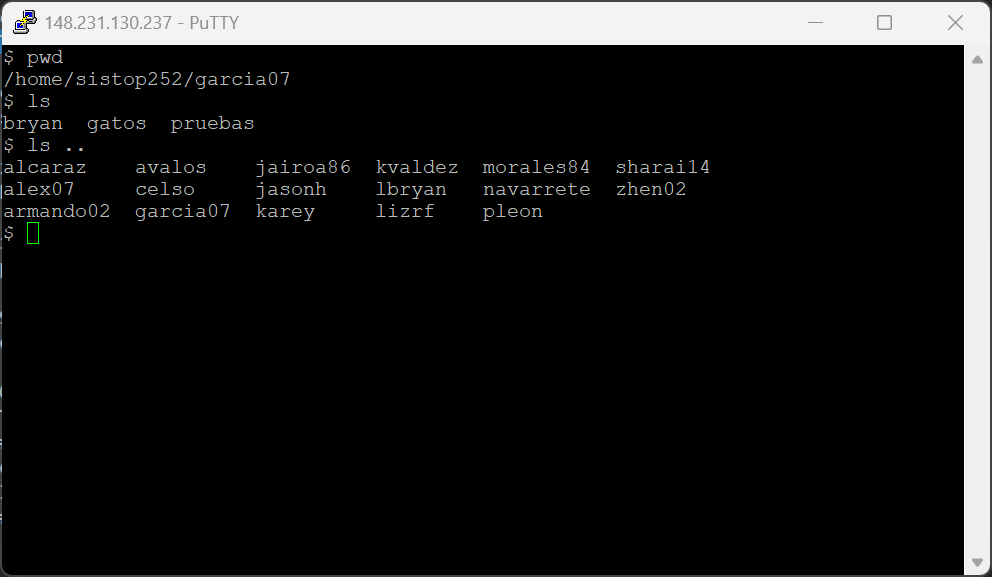 148.231.130.237 - PuTTY
$ pwd
/home/sistop252/garcia07
$ ls
bryan  gatos  pruebas
$ ls ..
alcaraz    avalos    jairoa86  kvaldez  morales84  sharai14
alex07     celso     jasonh    lbryan   navarrete  zhen02
armando02  garcia07  karey     lizrf    pleon
$